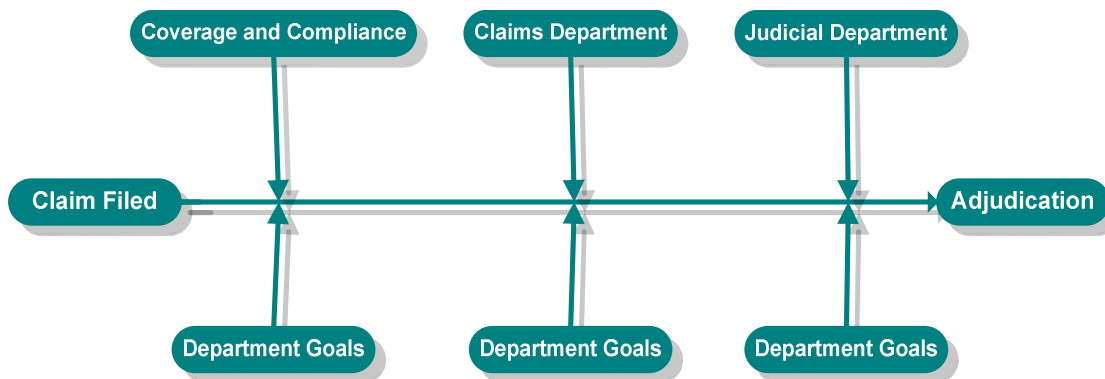 Coverage and Compliance
Claims Department
Judicial Department
Claim Filed
Adjudication
Department Goals
Department Goals
Department Goals